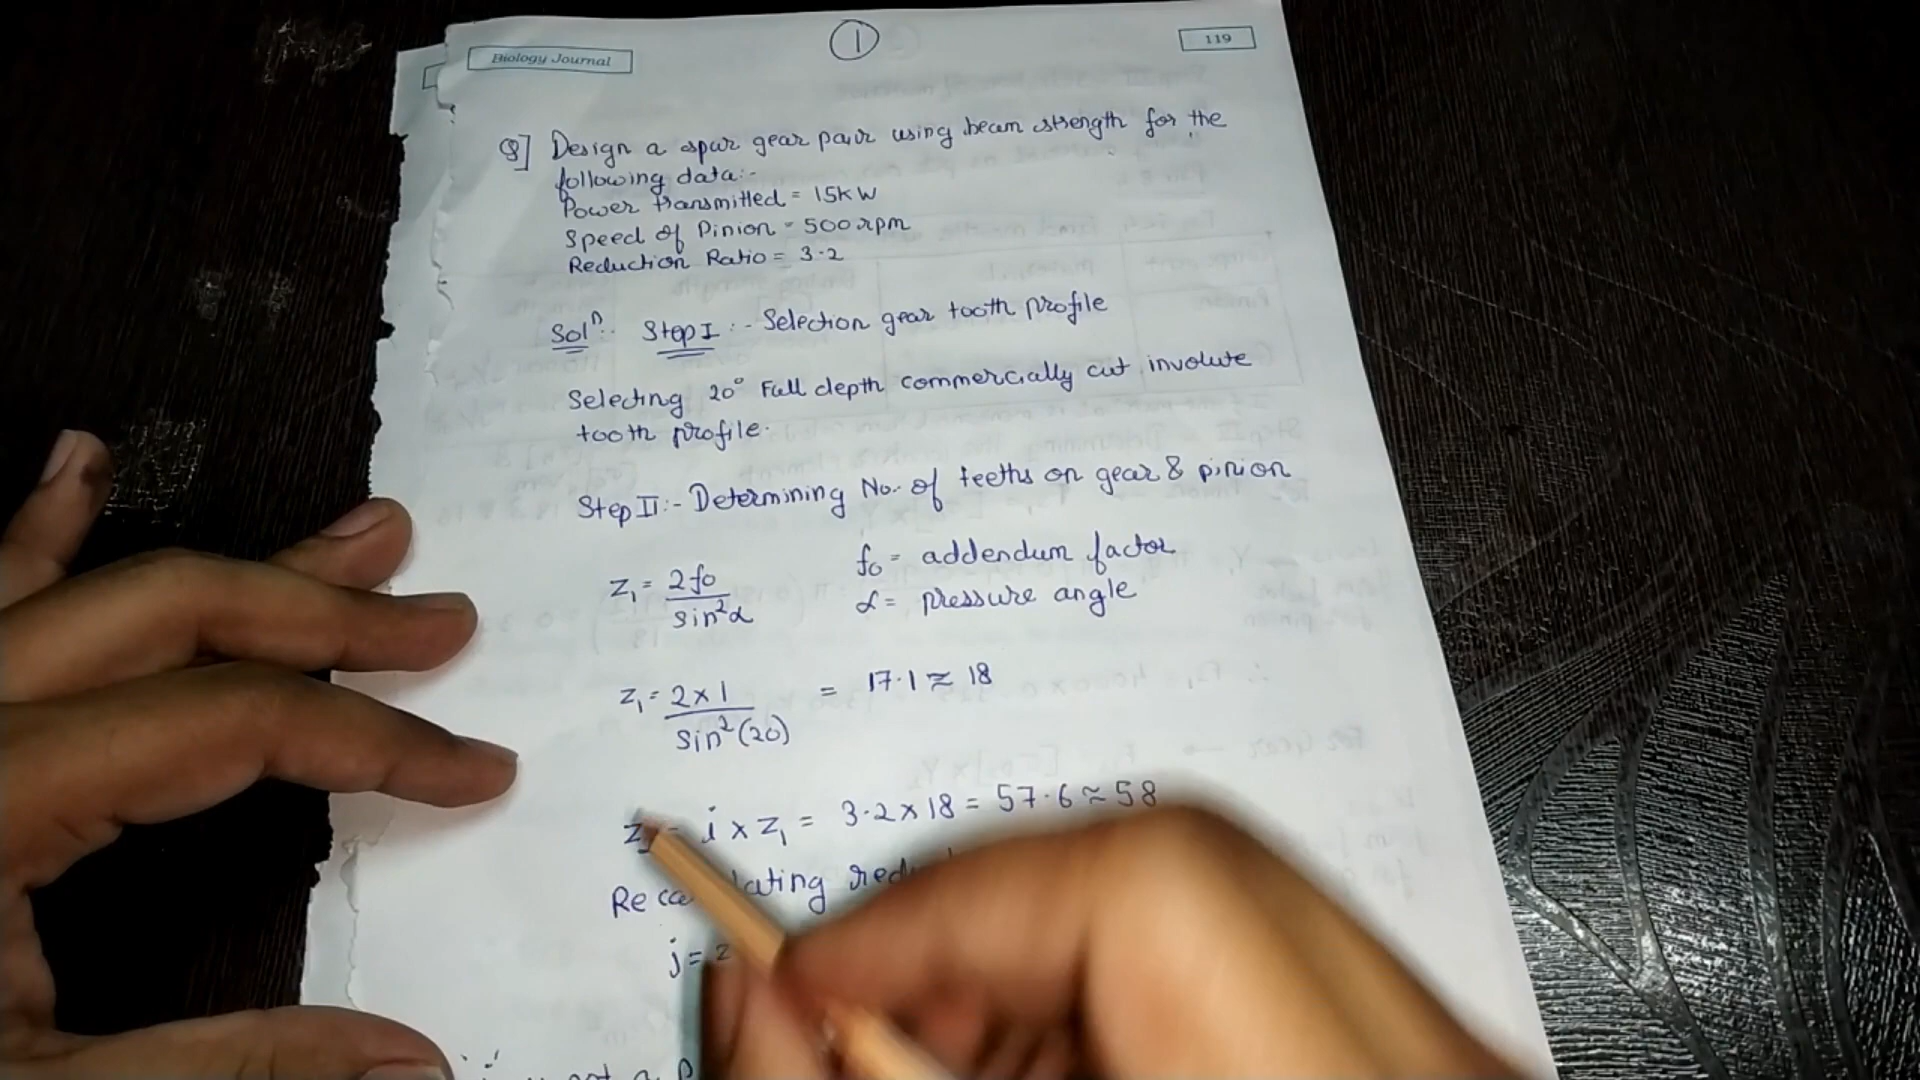 1
Biology Journal
119
Q] Design a spur gear pair using beam strength for the
following data:-
Power transmitted = 15kW
Speed of Pinion - 500 rpm
Reduction Ratio = 3.2
Solⁿ:- Step I :- Selection gear tooth profile
Selecting 20° Full depth commercially cut involute
tooth profile.
Step II :- Determining No. of teeths on gear & pinion
Z₁ = 2f₀ / sin²α
f₀ = addendum factor
α = pressure angle
Z₁ = 2×1 / sin²(20) = 17.1 ≈ 18
i × Z₁ = 3.2 × 18 = 57.6 ≈ 58